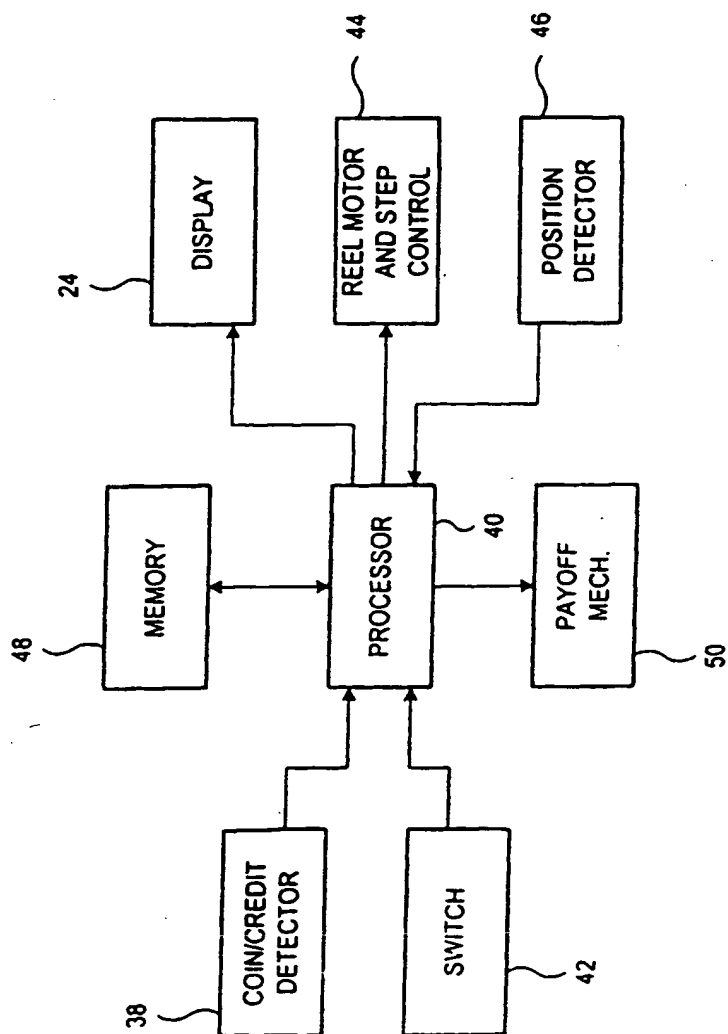 38
COIN/CREDIT
DETECTOR
SWITCH
42
48
MEMORY
PROCESSOR
40
PAYOFF
MECH.
50
24
DISPLAY
REEL MOTOR
AND STEP
CONTROL
44
POSITION
DETECTOR
46